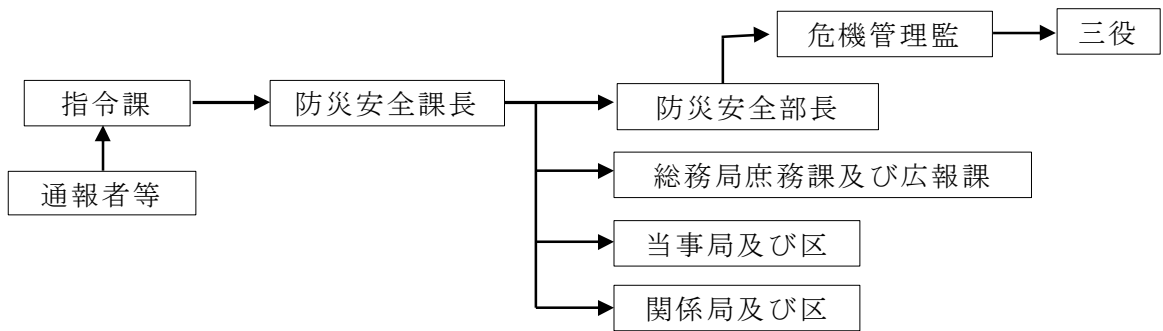 危機管理監
三役
指令課
防災安全課長
防災安全部長
通報者等
総務局庶務課及び広報課
当事局及び区
関係局及び区